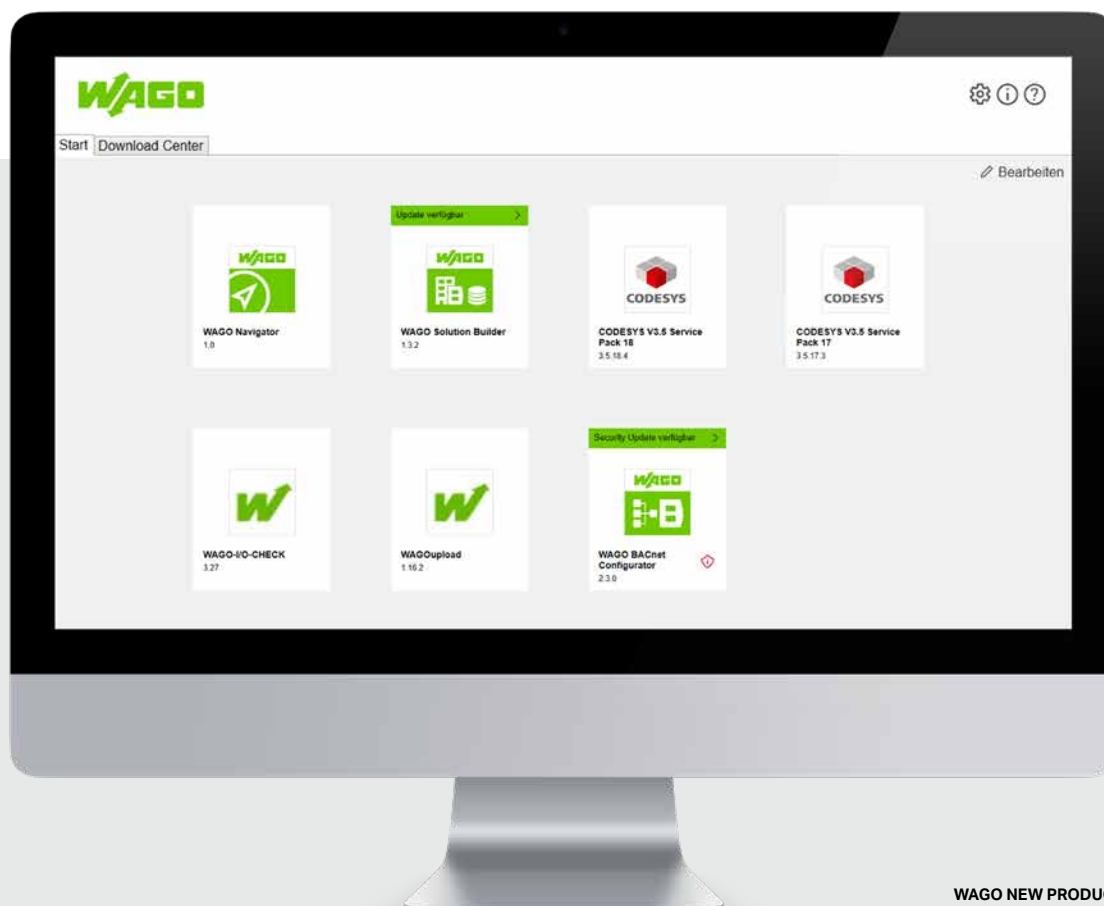 WAGO
Start Download Center
Bearbeiten
Update verfügbar
Security Update verfügbar
WAGO
WAGO
CODESYS
CODESYS
WAGO Navigator
1.0
WAGO Solution Builder
1.3.2
CODESYS V3.5 Service
Pack 18
3.5.18.4
CODESYS V3.5 Service
Pack 17
3.5.17.3
WAGO
WAGO-I/O-CHECK
3.27
WAGOupload
1.16.2
WAGO BACnet
Configurator
2.3.0
WAGO NEW PRODUC